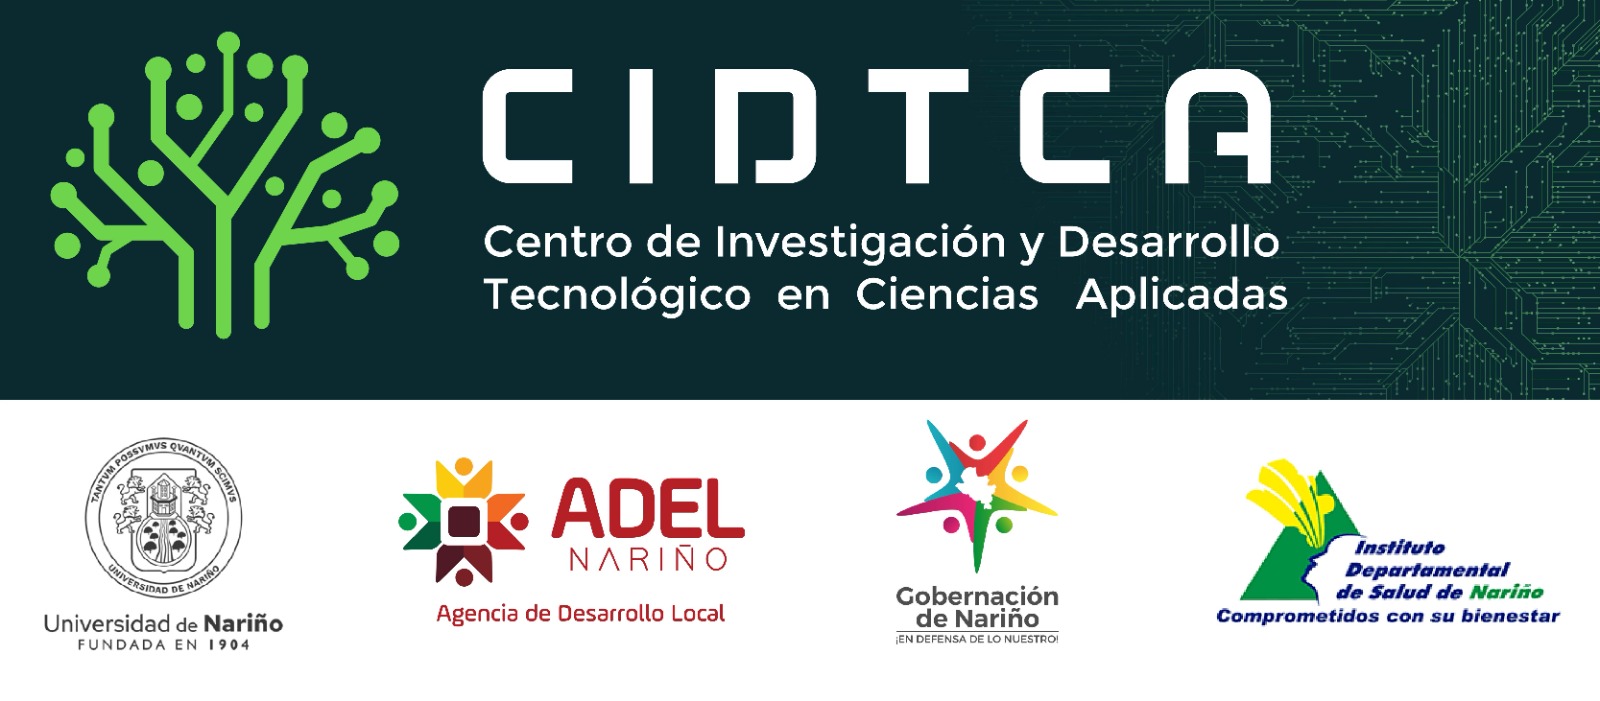 CIDTCA
Centro de Investigación y Desarrollo
Tecnológico en Ciencias Aplicadas
TANTVM POSSVMVS QVANTVM SCIMVS
UNIVERSIDAD DE NARIÑO
Universidad de Nariño
FUNDADA EN 1904
ADEL
NARIÑO
Agencia de Desarrollo Local
Gobernación
de Nariño
¡EN DEFENSA DE LO NUESTRO!
Instituto
Departamental
de Salud de Nariño
Comprometidos con su bienestar